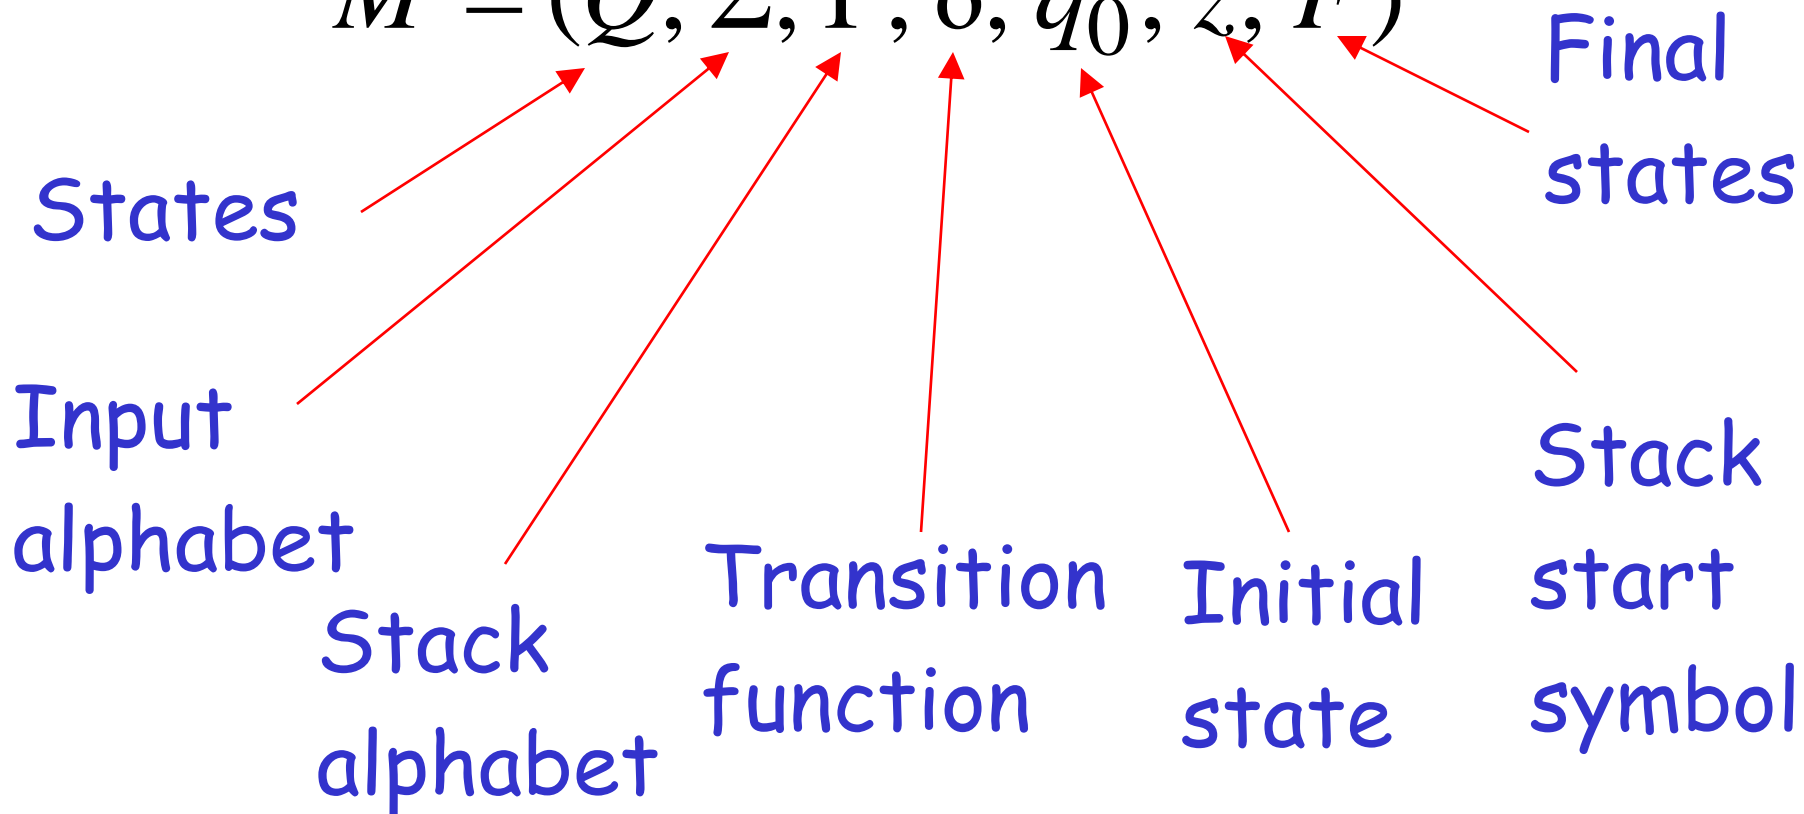 M = (Q, Σ, Γ, δ, q0, z, F)
Final
states
States
Input
alphabet
Stack
alphabet
Transition
function
Initial
state
Stack
start
symbol